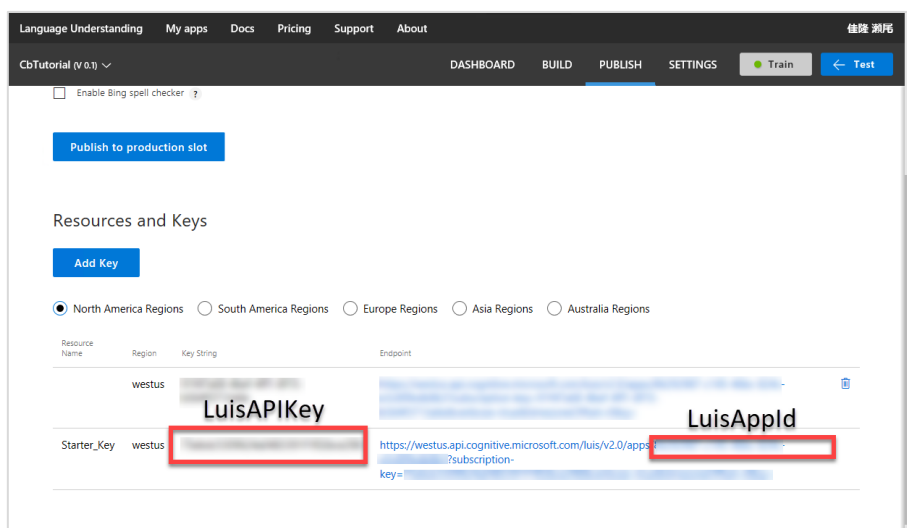 Language Understanding My apps Docs Pricing Support About 佳隆 瀬尾
CbTutorial (V 0.1) DASHBOARD BUILD PUBLISH SETTINGS Train Test
Enable Bing spell checker ?
Publish to production slot
Resources and Keys
Add Key
North America Regions South America Regions Europe Regions Asia Regions Australia Regions
Resource
Name Region Key String Endpoint
westus
LuisAPIKey LuisAppId
Starter_Key westus https://westus.api.cognitive.microsoft.com/luis/v2.0/apps
?subscription-
key=